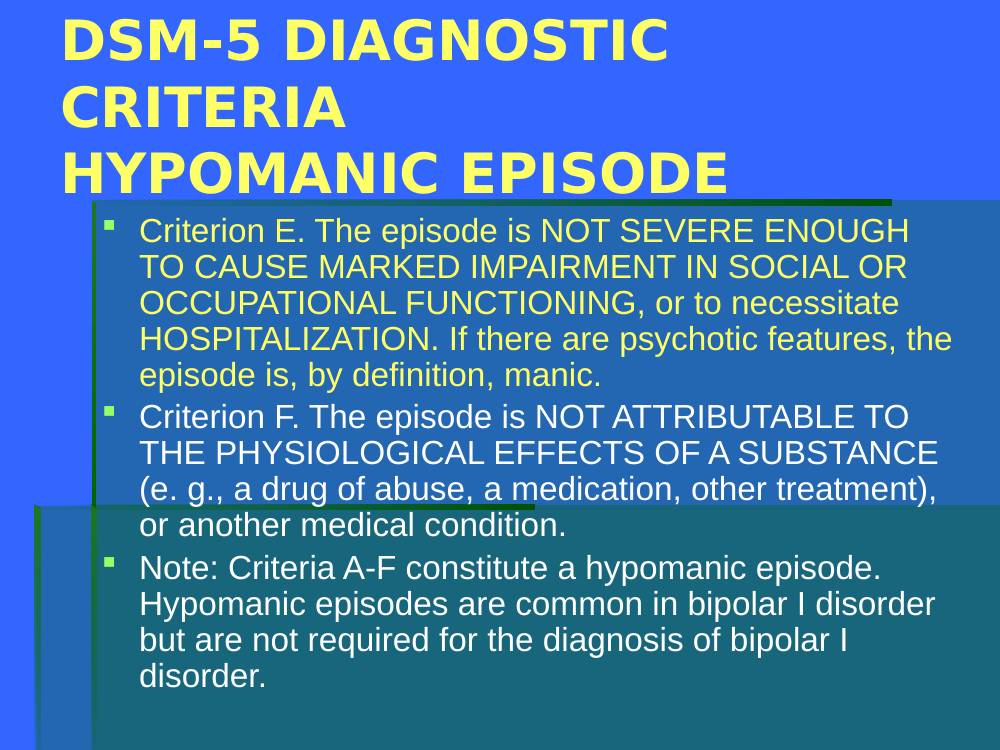 DSM-5 DIAGNOSTIC
CRITERIA
HYPOMANIC EPISODE
Criterion E. The episode is NOT SEVERE ENOUGH
TO CAUSE MARKED IMPAIRMENT IN SOCIAL OR
OCCUPATIONAL FUNCTIONING, or to necessitate
HOSPITALIZATION. If there are psychotic features, the
episode is, by definition, manic.
Criterion F. The episode is NOT ATTRIBUTABLE TO
THE PHYSIOLOGICAL EFFECTS OF A SUBSTANCE
(e. g., a drug of abuse, a medication, other treatment),
or another medical condition.
Note: Criteria A-F constitute a hypomanic episode.
Hypomanic episodes are common in bipolar I disorder
but are not required for the diagnosis of bipolar I
disorder.